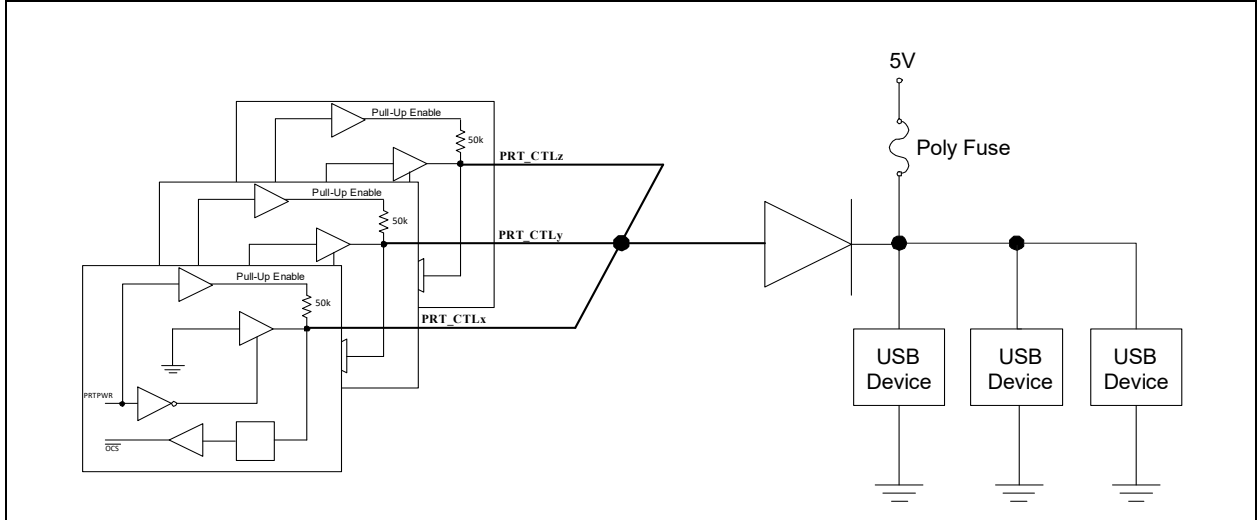 5V
Poly Fuse
Pull-Up Enable
50k
PRT_CTLz
Pull-Up Enable
50k
PRT_CTLy
Pull-Up Enable
50k
PRT_CTLx
PRTPWR
OCS
USB
Device
USB
Device
USB
Device